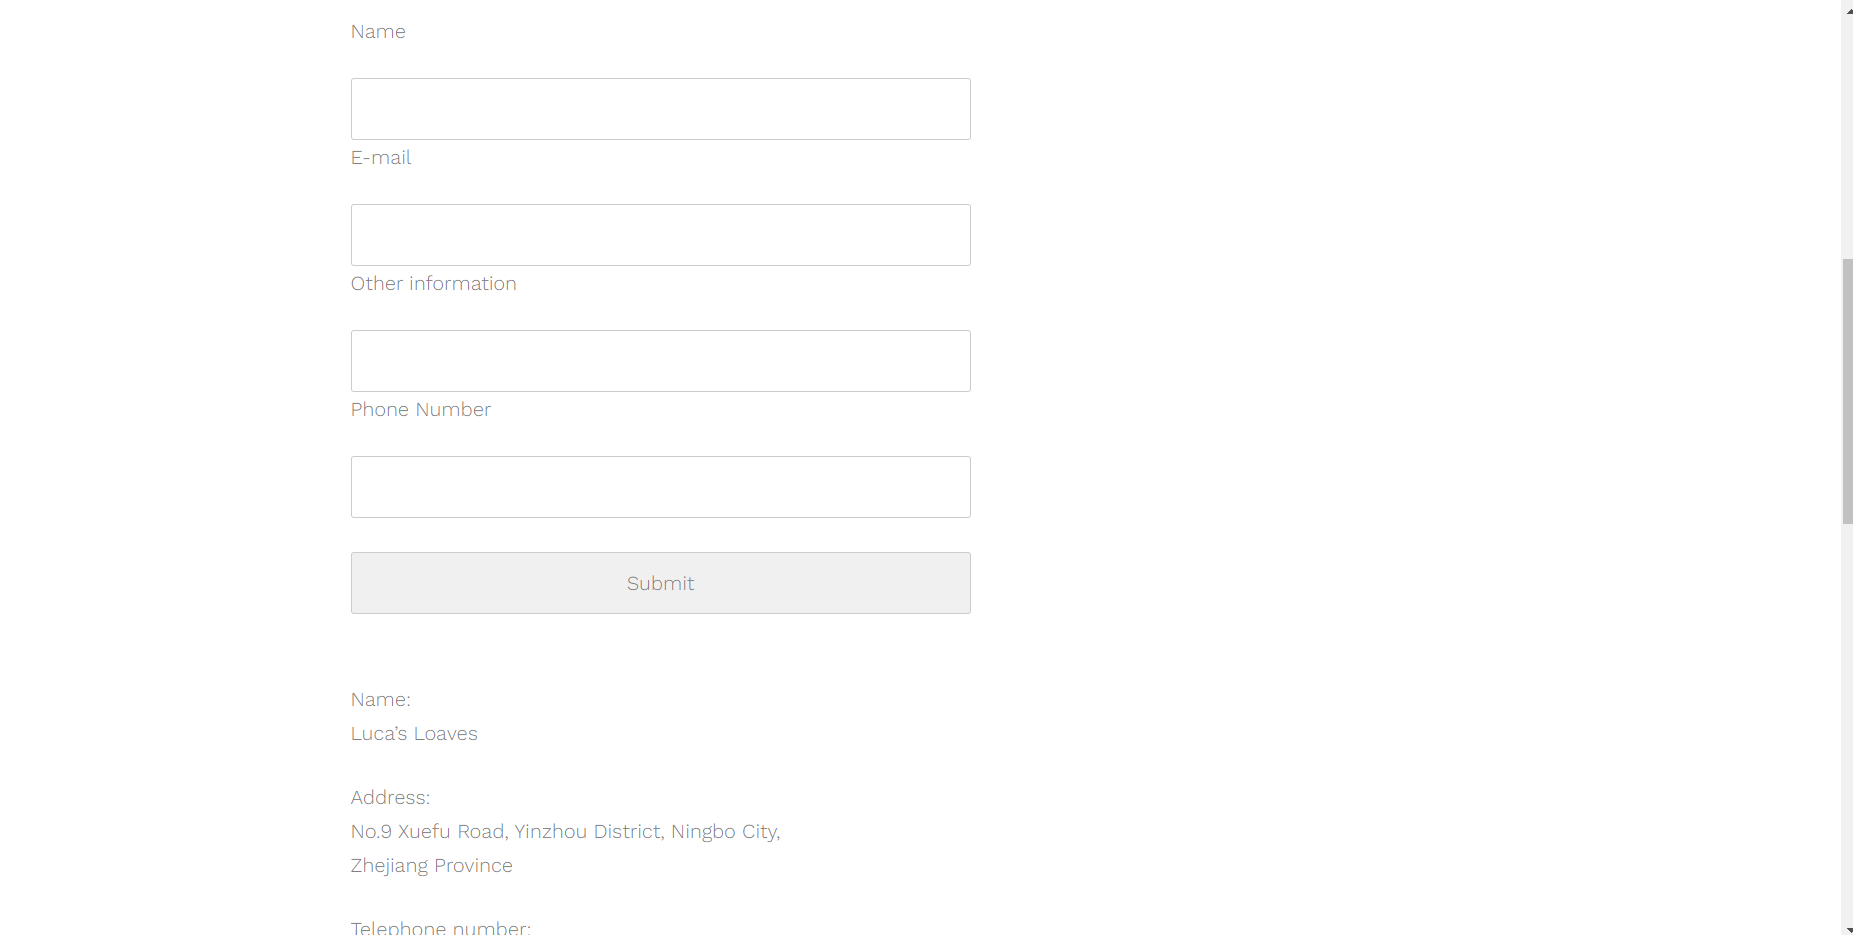 Name
E-mail
Other information
Phone Number
Submit
Name:
Luca’s Loaves
Address:
No.9 Xuefu Road, Yinzhou District, Ningbo City,
Zhejiang Province
Telephone number: